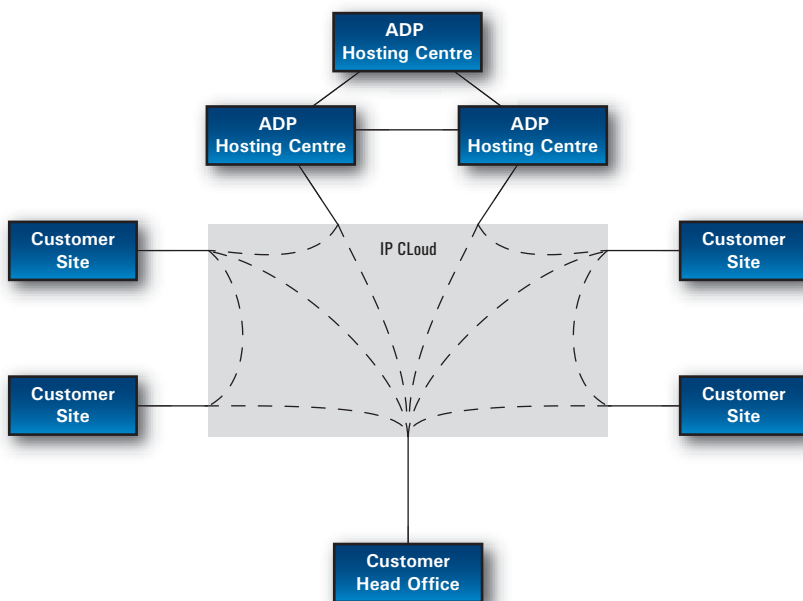 ADP
Hosting Centre
ADP
Hosting Centre
ADP
Hosting Centre
Customer
Site
IP CLoud
Customer
Site
Customer
Site
Customer
Site
Customer
Head Office